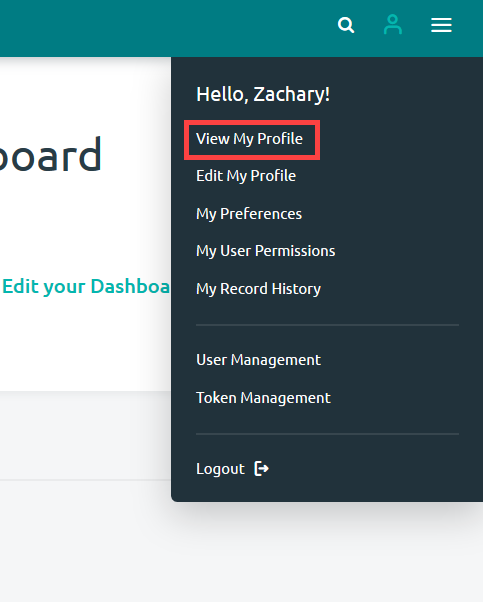 Hello, Zachary!
board
View My Profile
Edit My Profile
My Preferences
My User Permissions
Edit your Dashboa
My Record History
User Management
Token Management
Logout